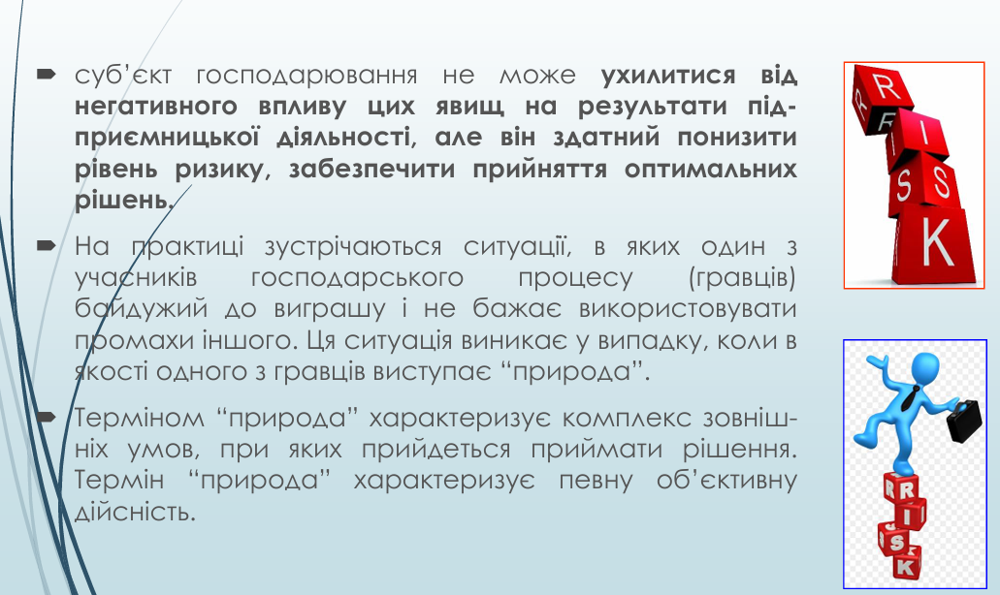 суб’єкт господарювання не може ухилитися від
негативного впливу цих явищ на результати під-
приємницької діяльності, але він здатний понизити
рівень ризику, забезпечити прийняття оптимальних
рішень.
На практиці зустрічаються ситуації, в яких один з
учасників господарського процесу (гравців)
байдужий до виграшу і не бажає використовувати
промахи іншого. Ця ситуація виникає у випадку, коли в
якості одного з гравців виступає “природа”.
Терміном “природа” характеризує комплекс зовніш-
ніх умов, при яких прийдеться приймати рішення.
Термін “природа” характеризує певну об’єктивну
дійсність.
R
R R
I I
S S
K
R R
I
S S
K